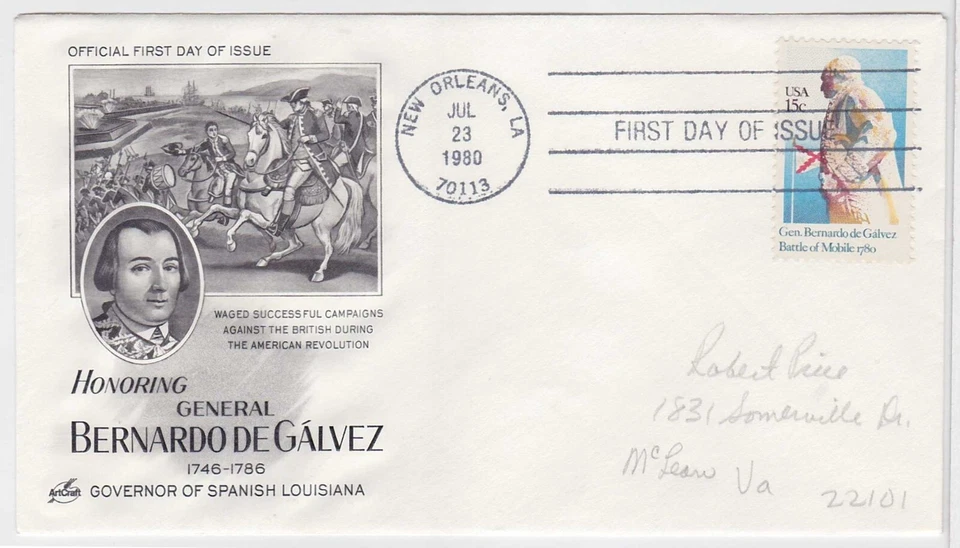 OFFICIAL FIRST DAY OF ISSUE
WAGED SUCCESSFUL CAMPAIGNS
AGAINST THE BRITISH DURING
THE AMERICAN REVOLUTION
HONORING
GENERAL
BERNARDO DE GÁLVEZ
1746-1786
ArtCraft
GOVERNOR OF SPANISH LOUISIANA
NEW ORLEANS, LA
JUL
23
1980
70113
FIRST DAY OF ISSUE
USA
15c
Gen. Bernardo de Gálvez
Battle of Mobile 1780
Robert Price
1831 Somerville Dr.
McLean Va 22101